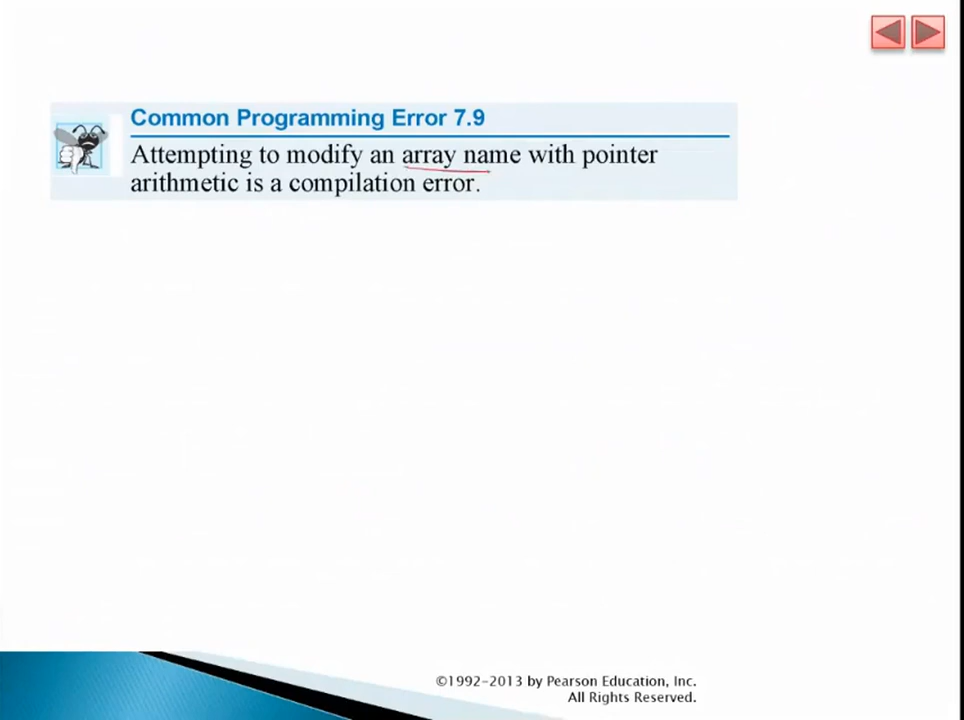 Common Programming Error 7.9
Attempting to modify an array name with pointer
arithmetic is a compilation error.
©1992-2013 by Pearson Education, Inc.
All Rights Reserved.